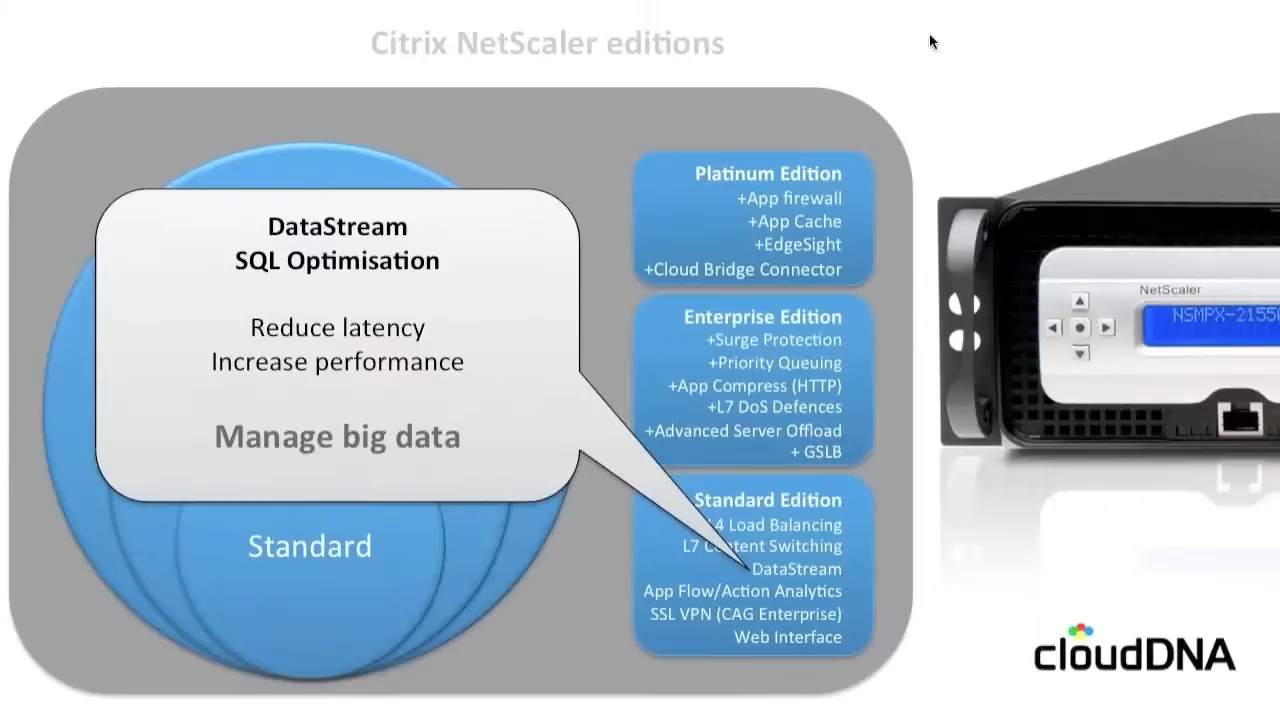 Citrix NetScaler editions
DataStream
SQL Optimisation
Reduce latency
Increase performance
Manage big data
Standard
Platinum Edition
+App firewall
+App Cache
+EdgeSight
+Cloud Bridge Connector
Enterprise Edition
+Surge Protection
+Priority Queuing
+App Compress (HTTP)
+L7 DoS Defences
+Advanced Server Offload
+ GSLB
Standard Edition
4 Load Balancing
L7 Content Switching
DataStream
App Flow/Action Analytics
SSL VPN (CAG Enterprise)
Web Interface
NetScaler
NSMPX-21550
cloudDNA